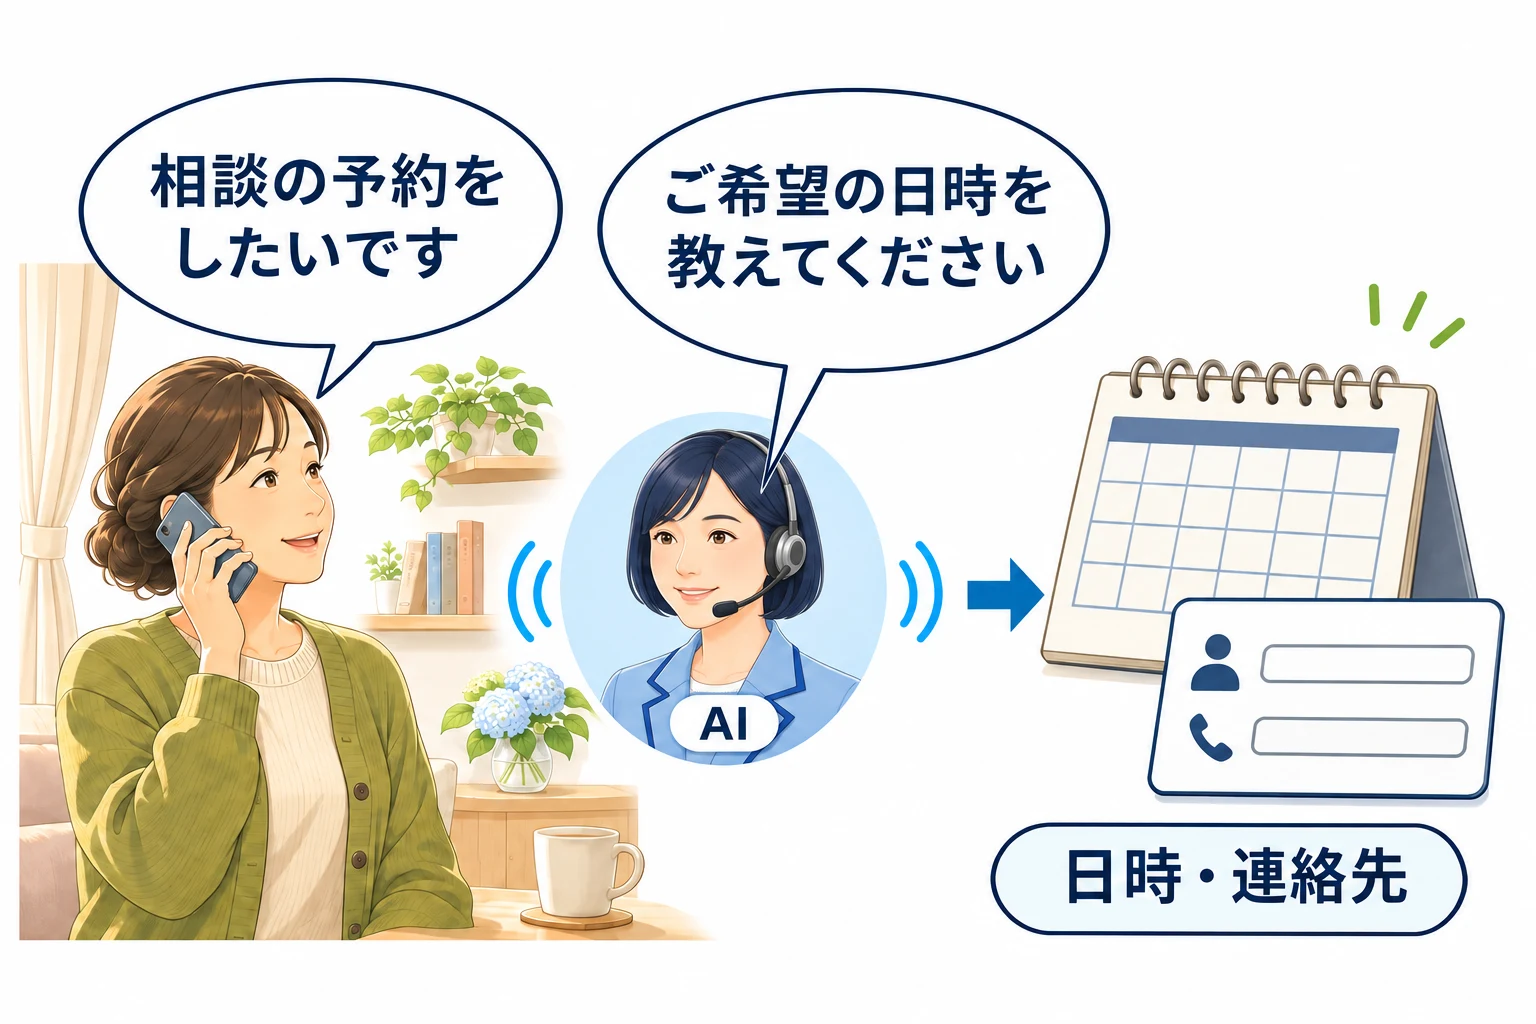 相談の予約を
したいです
ご希望の日時を
教えてください
AI
日時・連絡先